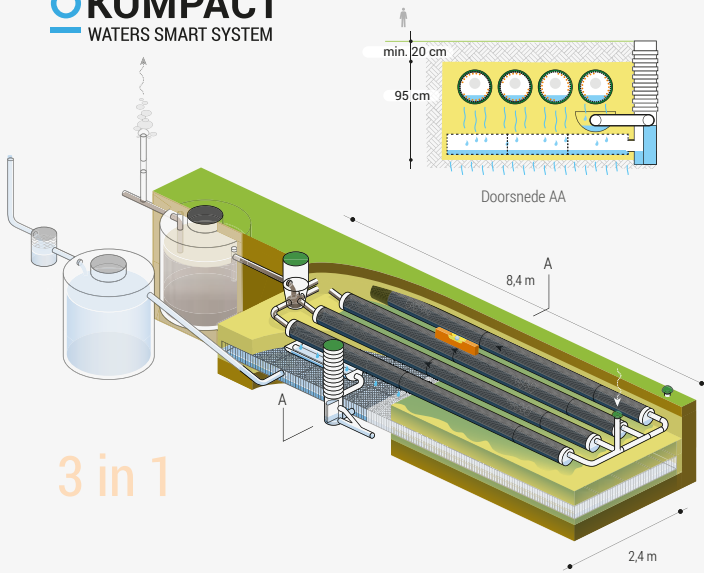 KOMPACT
WATERS SMART SYSTEM
min. 20 cm
95 cm
Doorsnede AA
A
8,4 m
A
3 in 1
2,4 m